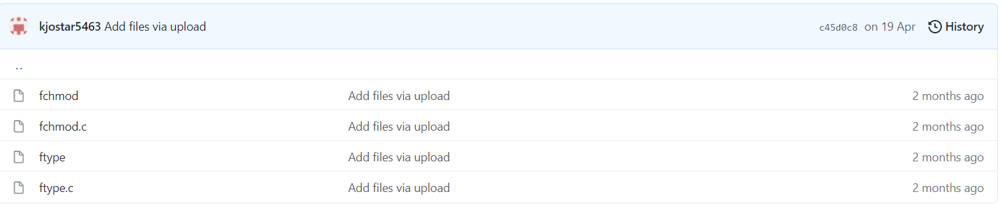 kjostar5463 Add files via upload c45d0c8 on 19 Apr History
..
fchmod Add files via upload 2 months ago
fchmod.c Add files via upload 2 months ago
ftype Add files via upload 2 months ago
ftype.c Add files via upload 2 months ago